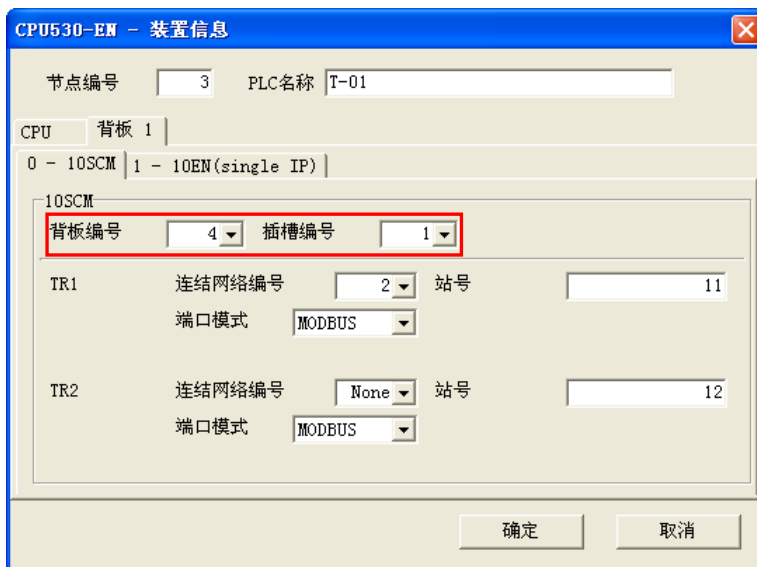 CPU530-EN - 装置信息
节点编号 3 PLC名称 T-01
CPU 背板 1
0 - 10SCM 1 - 10EN(single IP)
10SCM
背板编号 4 插槽编号 1
TR1 连结网络编号 2 站号 11
端口模式 MODBUS
TR2 连结网络编号 None 站号 12
端口模式 MODBUS
确定 取消